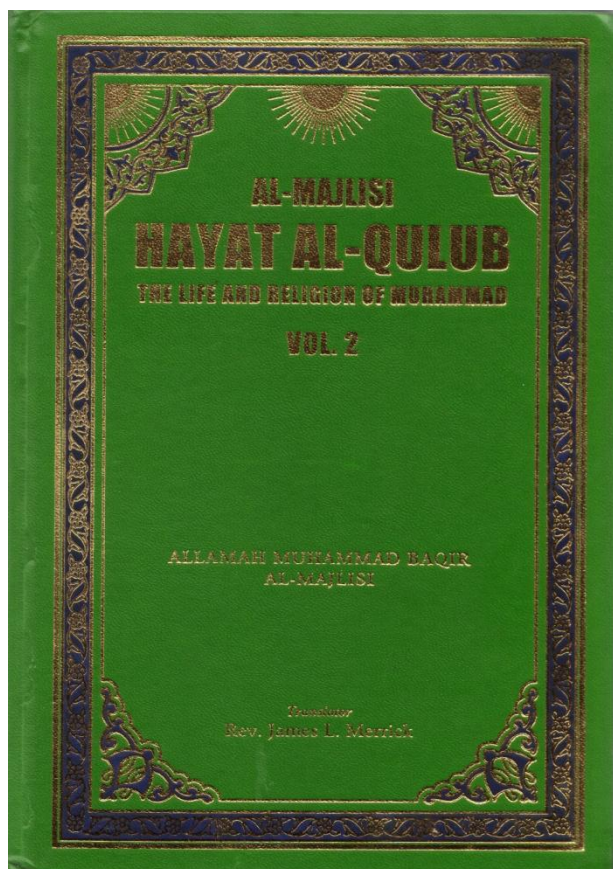 AL-MAJLISI
HAYAT AL-QULUB
THE LIFE AND RELIGION OF MUHAMMAD
VOL. 2
ALLAMAH MUHAMMAD BAQIR
AL-MAJLISI
Translator
Rev. James L. Merrick